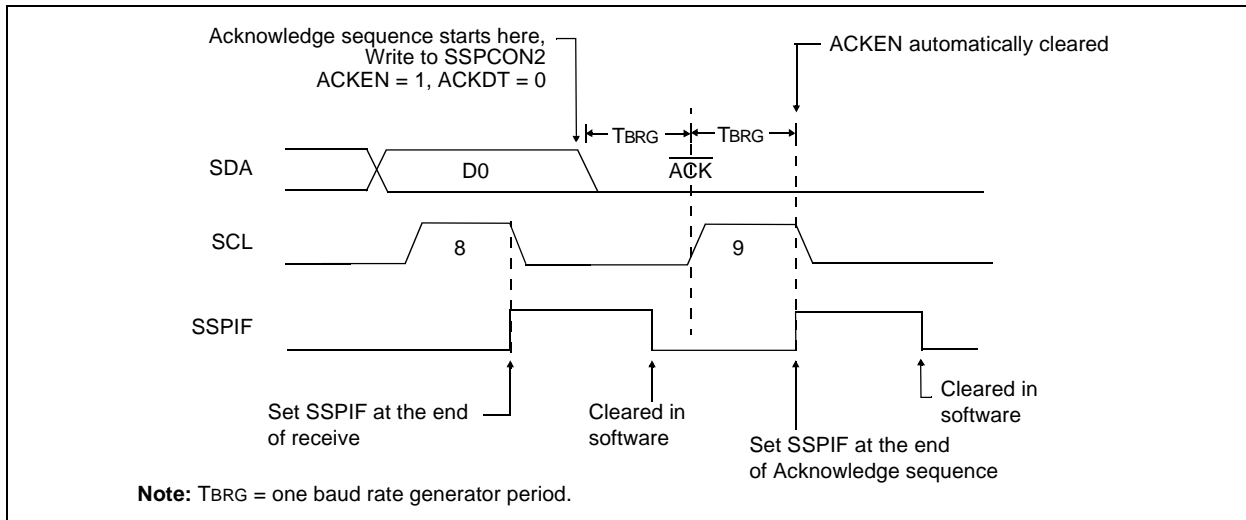 Acknowledge sequence starts here,
Write to SSPCON2
ACKEN = 1, ACKDT = 0
ACKEN automatically cleared
TBRG
TBRG
SDA
D0
ACK
SCL
8
9
SSPIF
Set SSPIF at the end
of receive
Cleared in
software
Set SSPIF at the end
of Acknowledge sequence
Cleared in
software
Note: TBRG = one baud rate generator period.